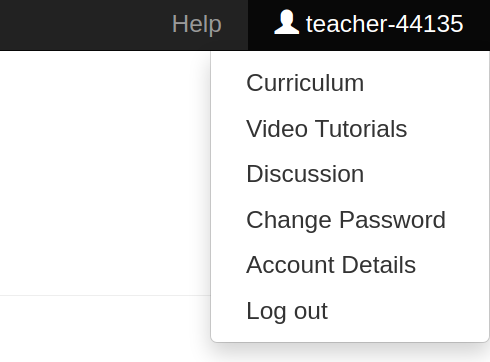 Help teacher-44135
Curriculum
Video Tutorials
Discussion
Change Password
Account Details
Log out